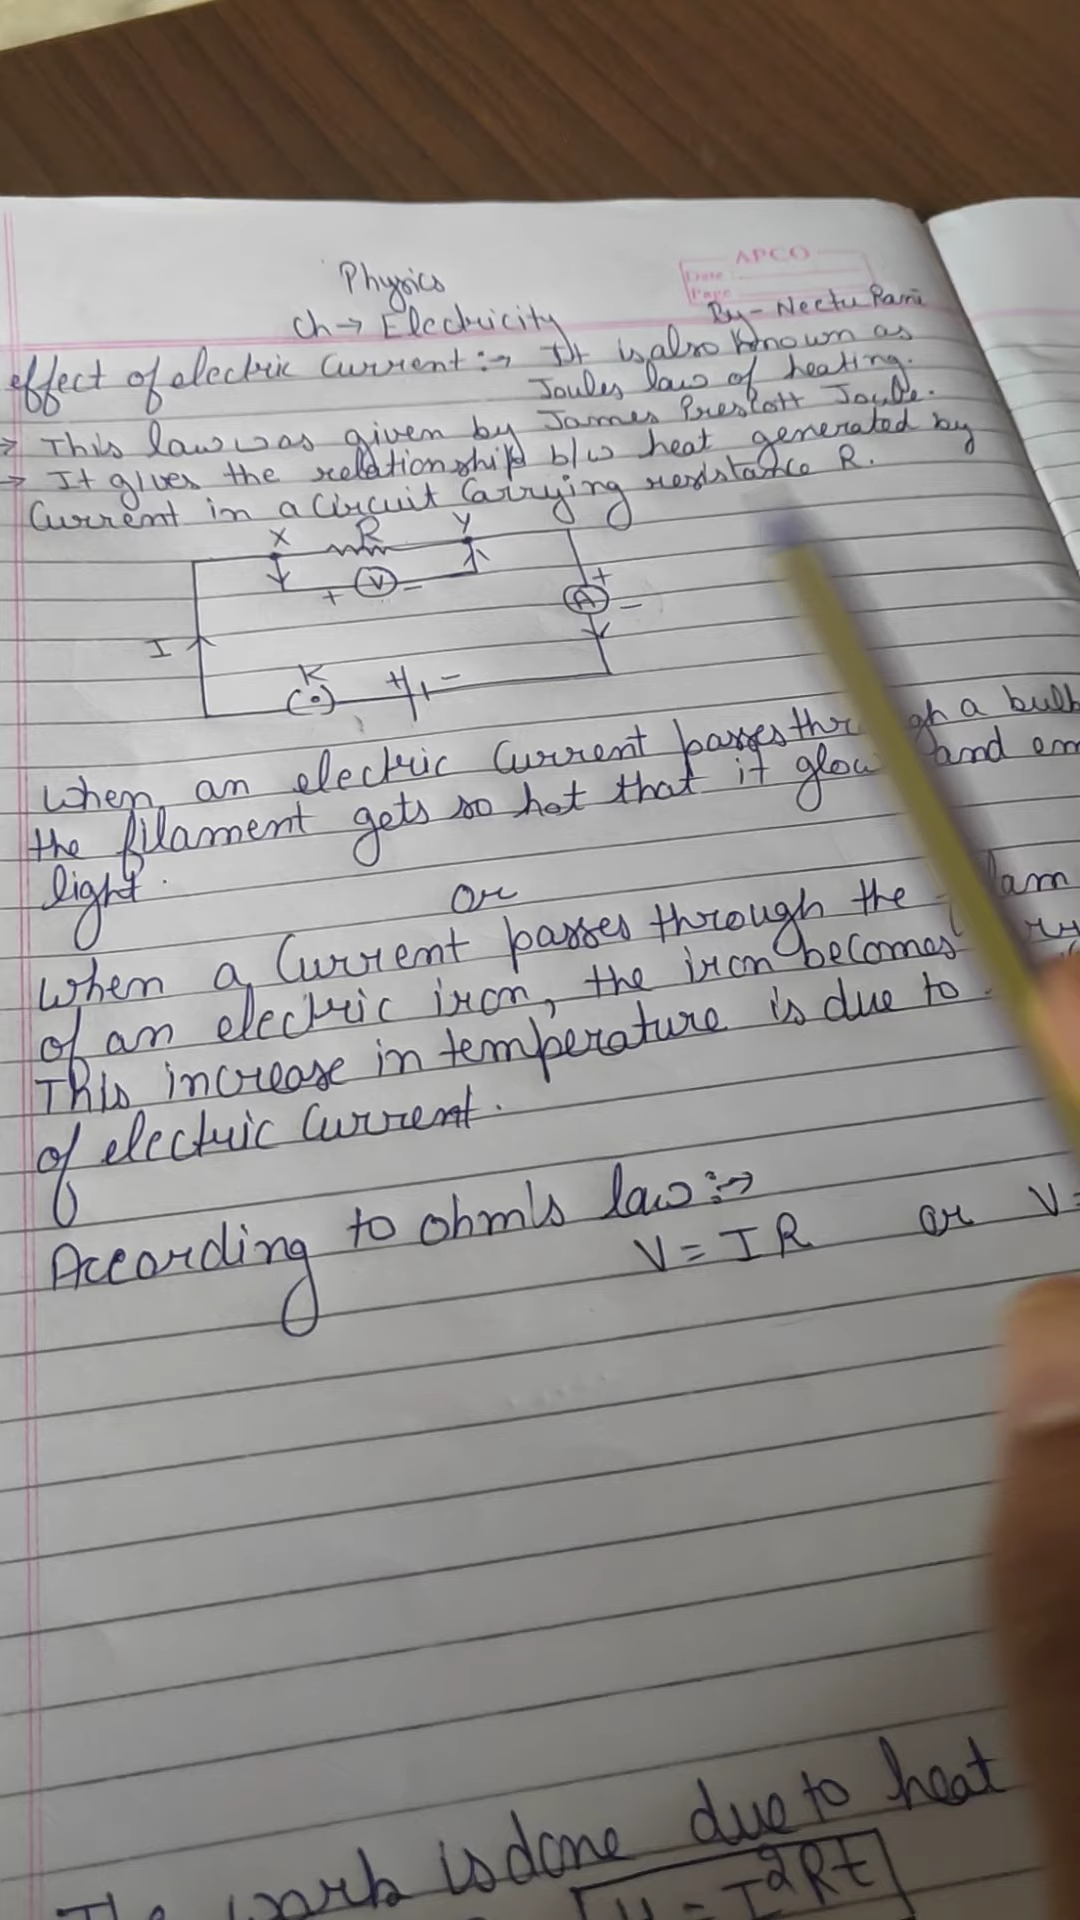 APCO
Date :
Page
Physics
Ch→ Electricity
By- Neetu Rani
effect of electric Current :→ It is also known as
Joules law of heating.
→ This law was given by James Prescott Joule.
→ It gives the relationship b/w heat generated by
Current in a Circuit Carrying resistance R.
X R Y
+ V -
+
A -
I
K
(•) + -
When an electric Current passes through a bulb
the filament gets so hot that it glow and em
light.
or
When a Current passes through the
of an electric iron, the iron becomes
This increase in temperature is due to
of electric Current.
According to ohm's law :→
V = I R or V =
The work is done due to heat
H = I²Rt